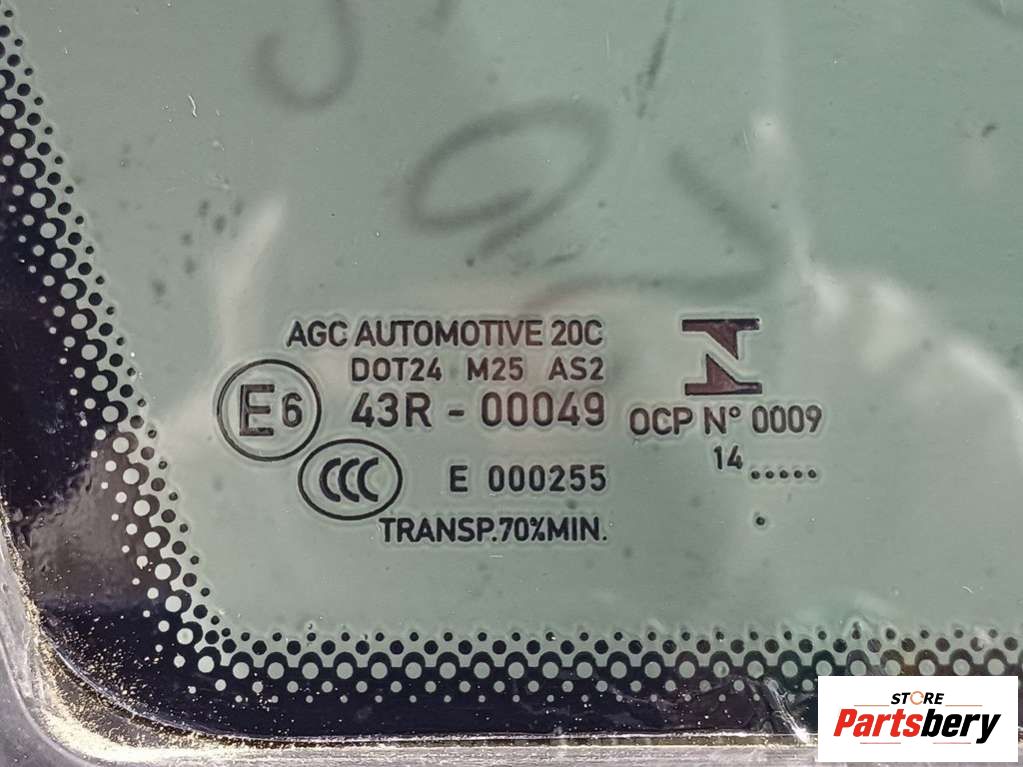 AGC AUTOMOTIVE 20C
DOT24 M25 AS2
E6 43R - 00049
CCC E 000255
TRANSP.70%MIN.
OCP N° 0009
14 .....
.
STORE
Partsbery